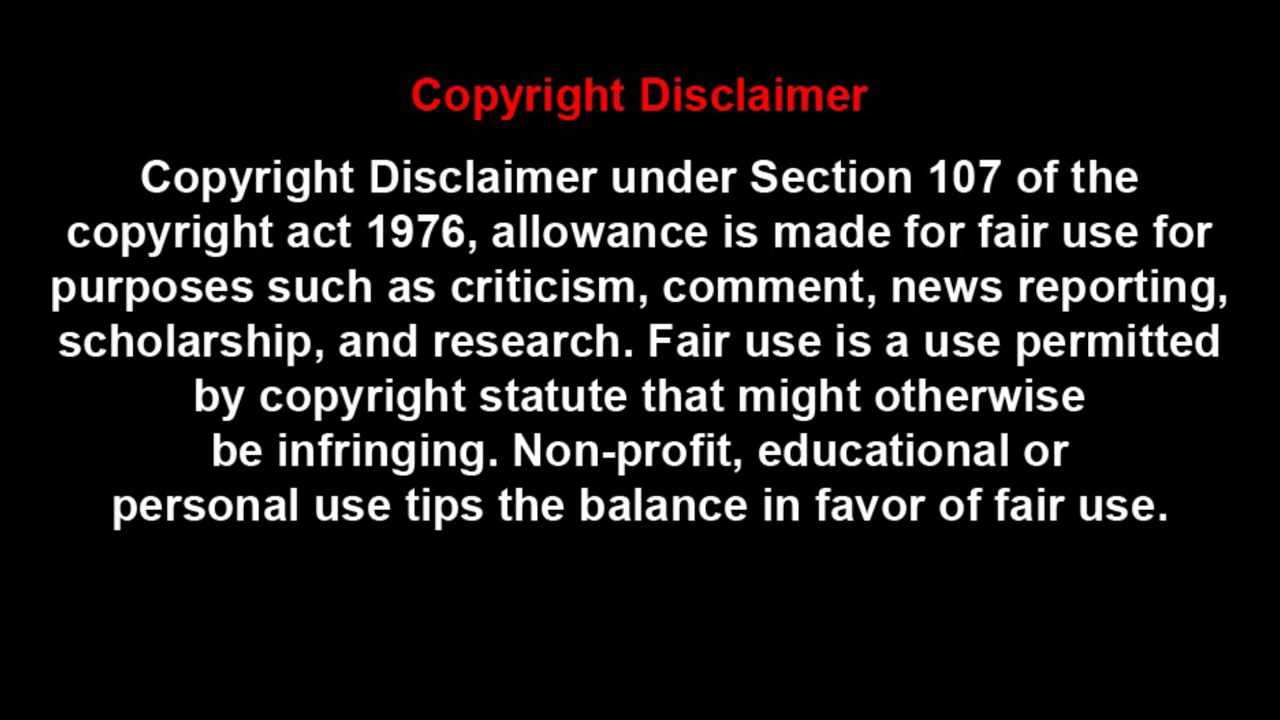 Copyright Disclaimer
Copyright Disclaimer under Section 107 of the
copyright act 1976, allowance is made for fair use for
purposes such as criticism, comment, news reporting,
scholarship, and research. Fair use is a use permitted
by copyright statute that might otherwise
be infringing. Non-profit, educational or
personal use tips the balance in favor of fair use.